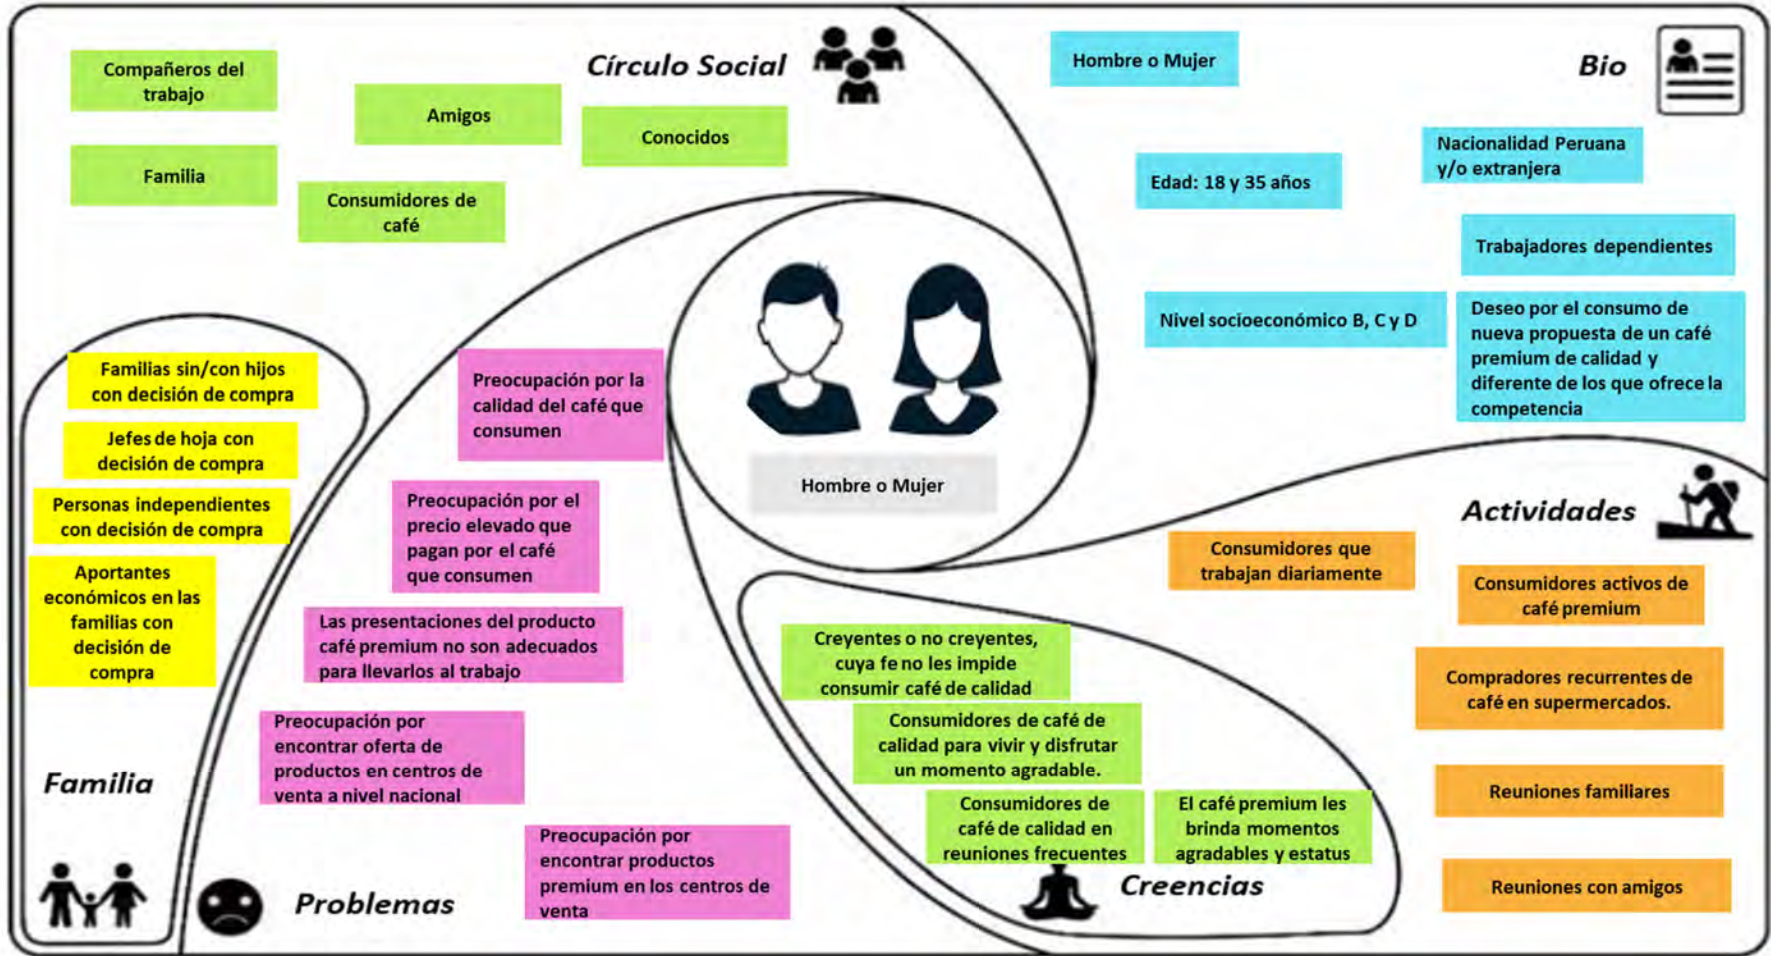 Círculo Social
Compañeros del
trabajo
Amigos
Conocidos
Familia
Consumidores de
café
Bio
Hombre o Mujer
Nacionalidad Peruana
y/o extranjera
Edad: 18 y 35 años
Trabajadores dependientes
Nivel socioeconómico B, C y D
Deseo por el consumo de
nueva propuesta de un café
premium de calidad y
diferente de los que ofrece la
competencia
Hombre o Mujer
Familias sin/con hijos
con decisión de compra
Jefes de hoja con
decisión de compra
Personas independientes
con decisión de compra
Aportantes
económicos en las
familias con
decisión de
compra
Familia
Preocupación por la
calidad del café que
consumen
Preocupación por el
precio elevado que
pagan por el café
que consumen
Las presentaciones del producto
café premium no son adecuados
para llevarlos al trabajo
Preocupación por
encontrar oferta de
productos en centros de
venta a nivel nacional
Preocupación por
encontrar productos
premium en los centros de
venta
Problemas
Creyentes o no creyentes,
cuya fe no les impide
consumir café de calidad
Consumidores de café de
calidad para vivir y disfrutar
un momento agradable.
Consumidores de
café de calidad en
reuniones frecuentes
El café premium les
brinda momentos
agradables y estatus
Creencias
Actividades
Consumidores que
trabajan diariamente
Consumidores activos de
café premium
Compradores recurrentes de
café en supermercados.
Reuniones familiares
Reuniones con amigos